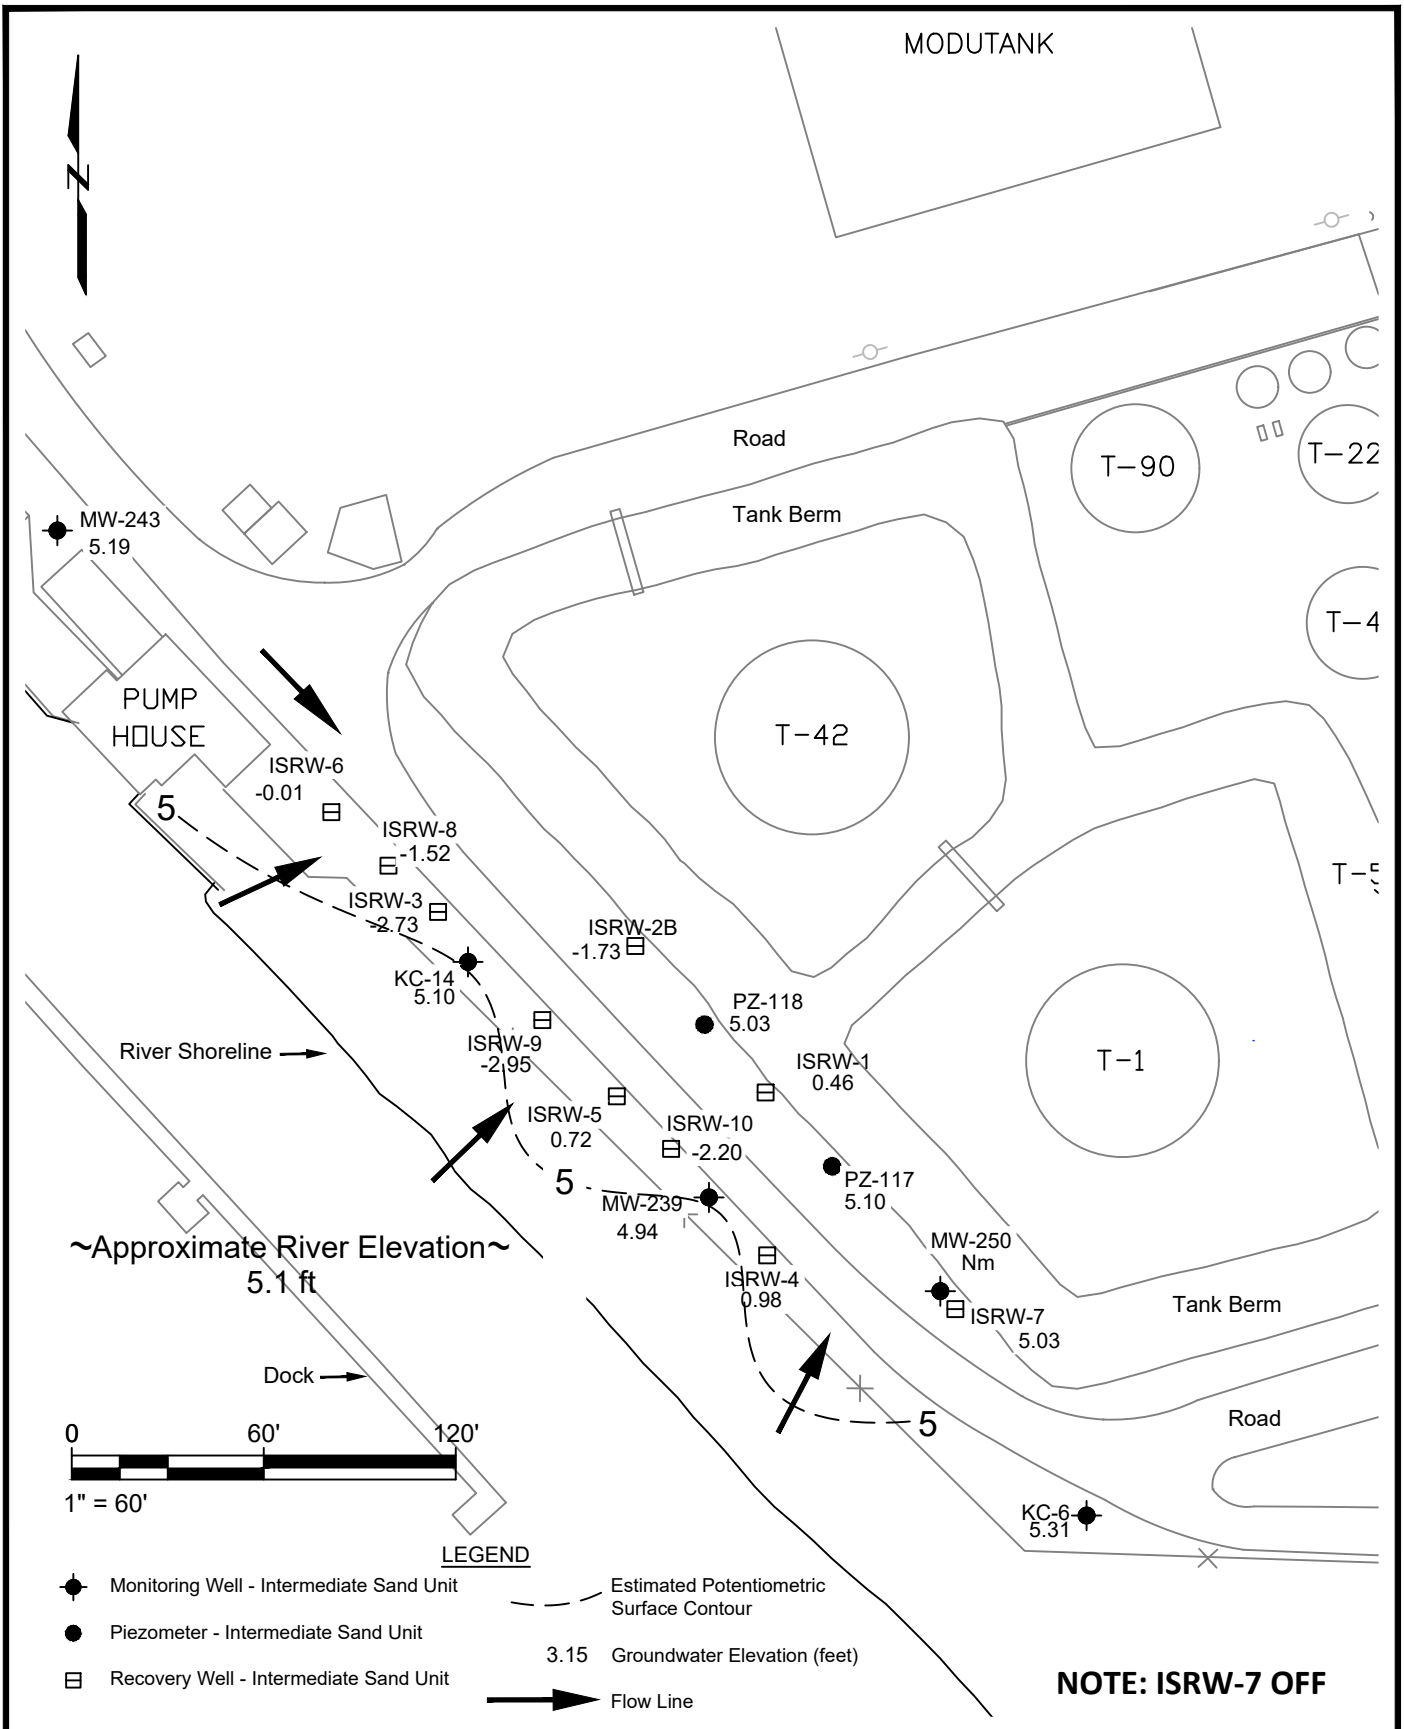 MODUTANK
N
Road
T-90
T-22
MW-243
5.19
Tank Berm
T-4
PUMP
HOUSE
T-42
ISRW-6
-0.01
5
ISRW-8
-1.52
ISRW-3
-2.73
ISRW-2B
-1.73
KC-14
5.10
PZ-118
5.03
ISRW-9
-2.95
River Shoreline
ISRW-1
0.46
T-1
ISRW-5
0.72
ISRW-10
-2.20
5
PZ-117
5.10
MW-239
4.94
~Approximate River Elevation~
5.1 ft
MW-250
Nm
ISRW-4
0.98
ISRW-7
5.03
Tank Berm
Dock
5
Road
0 60' 120'
1" = 60'
KC-6
5.31
LEGEND
Monitoring Well - Intermediate Sand Unit
Piezometer - Intermediate Sand Unit
Recovery Well - Intermediate Sand Unit
Estimated Potentiometric
Surface Contour
3.15 Groundwater Elevation (feet)
Flow Line
NOTE: ISRW-7 OFF